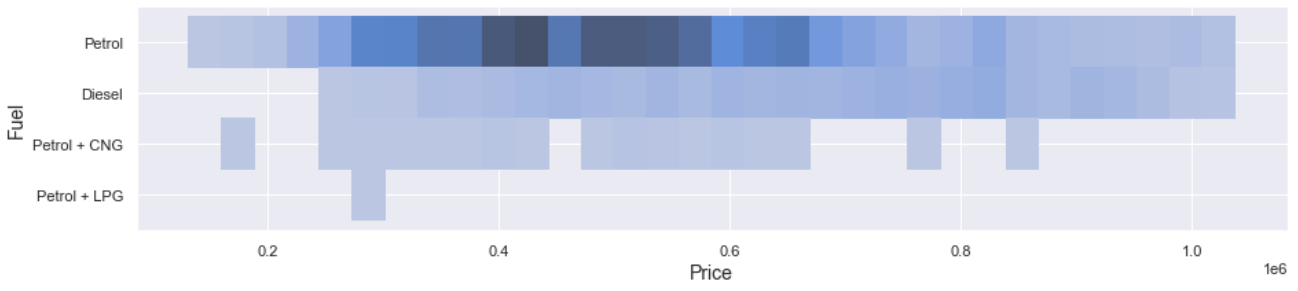 Petrol
Diesel
Petrol + CNG
Petrol + LPG
Fuel
0.2 0.4 0.6 0.8 1.0
1e6
Price